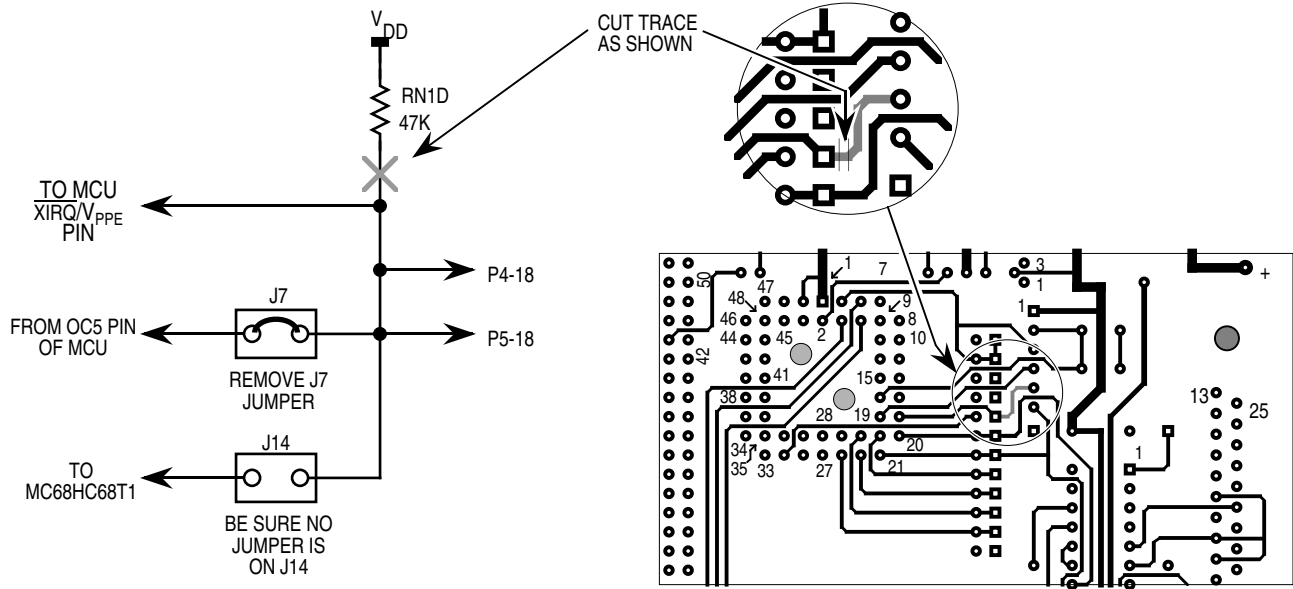 VDD
CUT TRACE
AS SHOWN
RN1D
47K
TO MCU
XIRQ/VPPE
PIN
P4-18
J7
FROM OC5 PIN
OF MCU
P5-18
REMOVE J7
JUMPER
J14
TO
MC68HC68T1
BE SURE NO
JUMPER IS
ON J14
50
47
1
7
3
1
+
48
9
1
46
45
2
8
44
10
42
41
15
38
13
25
28
19
34
20
35
33
27
21
1